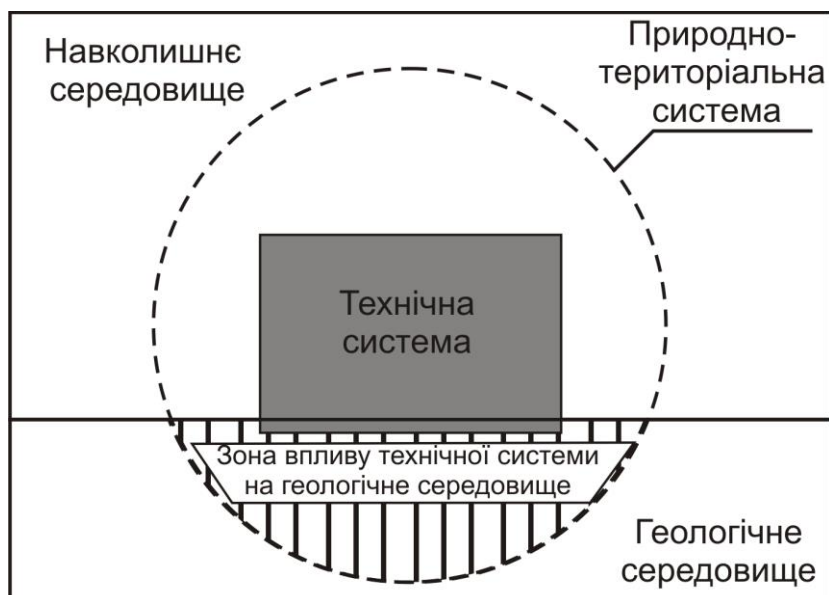 Навколишнє
середовище
Природно-
територіальна
система
Технічна
система
Зона впливу технічної системи
на геологічне середовище
Геологічне
середовище